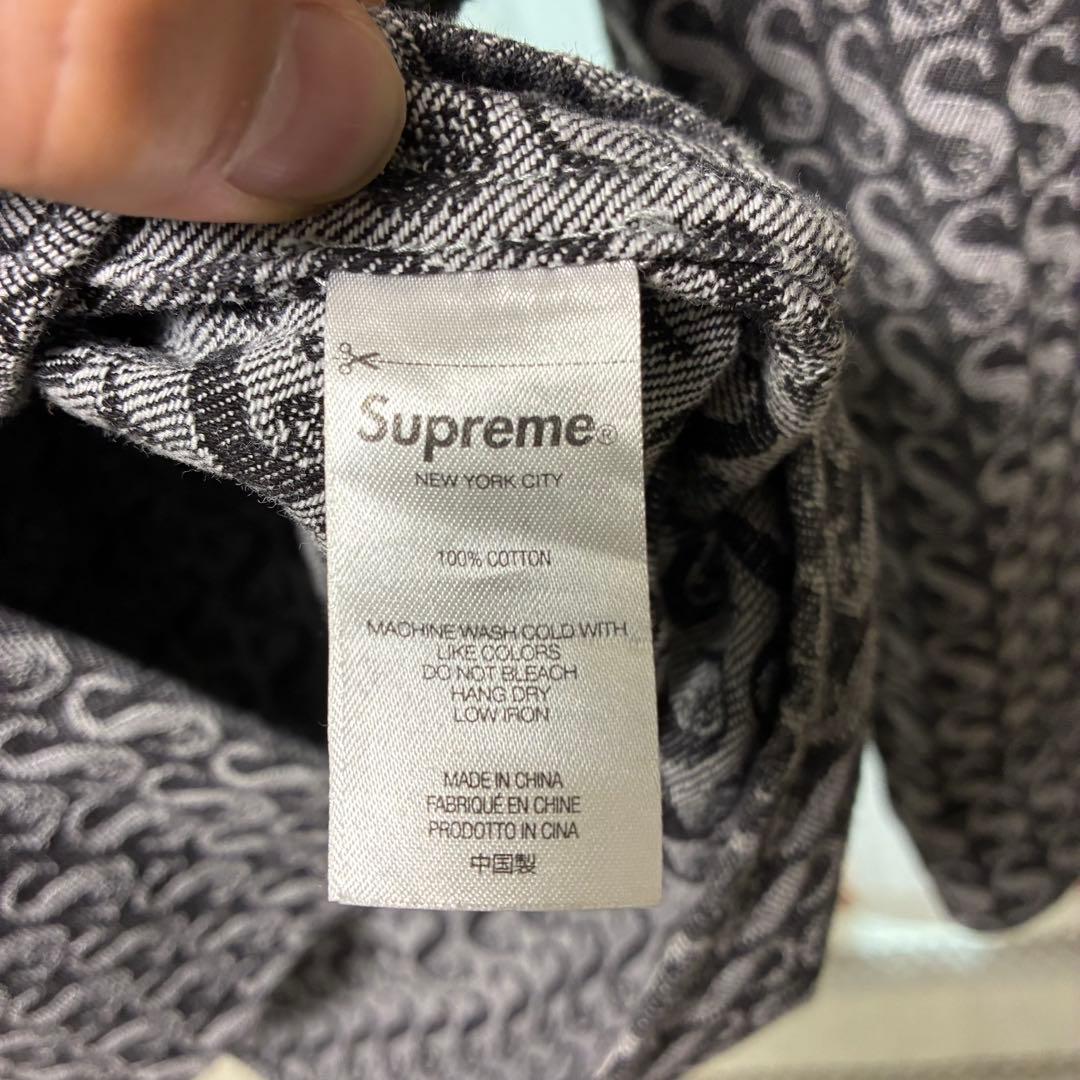 Supreme®
NEW YORK CITY
100% COTTON
MACHINE WASH COLD WITH
LIKE COLORS
DO NOT BLEACH
HANG DRY
LOW IRON
MADE IN CHINA
FABRIQUÉ EN CHINE
PRODOTTO IN CINA
中国製